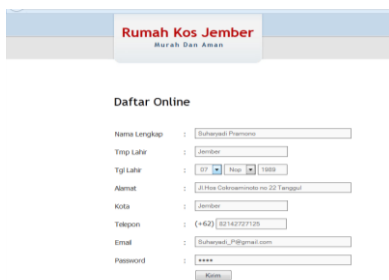 Rumah Kos Jember
Murah Dan Aman
Daftar Online
Nama Lengkap : Suharyadi Pramono
Tmp Lahir : Jember
Tgl Lahir : 07 Nop 1988
Alamat : Jl Hos Cokroaminoto no 22 Tanggul
Kota : Jember
Telepon : (+62) 82142727125
Email : Suharyadi_P@gmail.com
Password : ****
Kirim